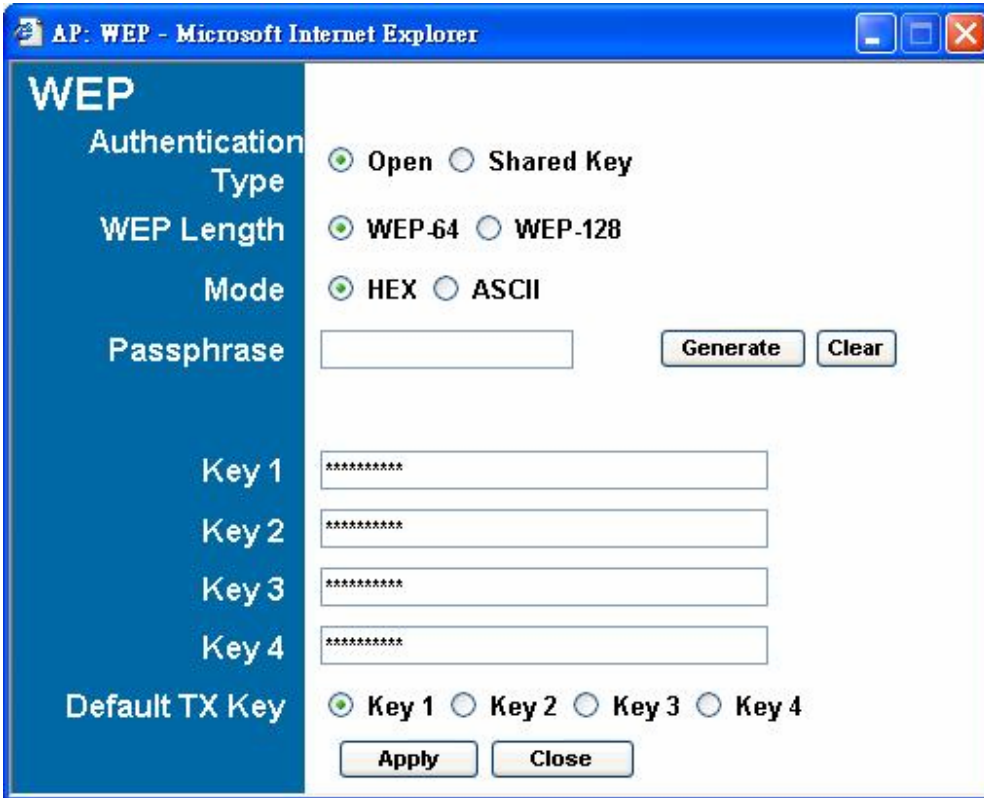 AP: WEP - Microsoft Internet Explorer
WEP
Authentication Type
Open Shared Key
WEP Length WEP-64 WEP-128
Mode HEX ASCII
Passphrase Generate Clear
Key 1 **********
Key 2 **********
Key 3 **********
Key 4 **********
Default TX Key Key 1 Key 2 Key 3 Key 4
Apply Close